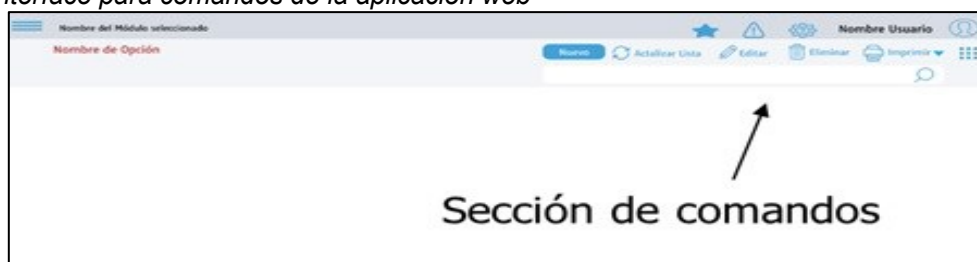 nterface para comandos de la aplicación web
Nombre del Módulo seleccionado Nombre Usuario
Nombre de Opción Nuevo Actalizar Lista Editar Eliminar Imprimir
Sección de comandos